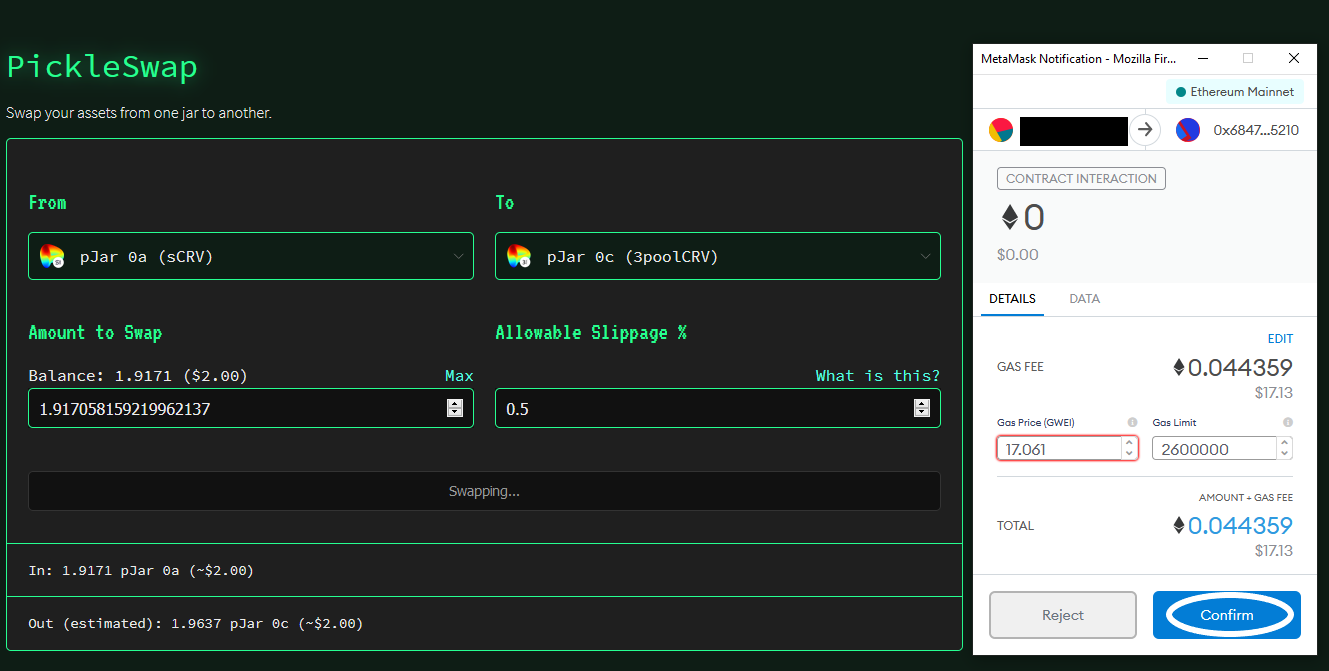 PickleSwap
Swap your assets from one jar to another.
From
To
pJar 0a (sCRV)
pJar 0c (3poolCRV)
Amount to Swap
Allowable Slippage %
Balance: 1.9171 ($2.00)
Max
What is this?
1.917058159219962137
0.5
Swapping...
In: 1.9171 pJar 0a (~$2.00)
Out (estimated): 1.9637 pJar 0c (~$2.00)
MetaMask Notification - Mozilla Fir...
Ethereum Mainnet
0x6847...5210
CONTRACT INTERACTION
0
$0.00
DETAILS
DATA
EDIT
GAS FEE
0.044359
$17.13
Gas Price (GWEI)
Gas Limit
17.061
2600000
AMOUNT + GAS FEE
TOTAL
0.044359
$17.13
Reject
Confirm